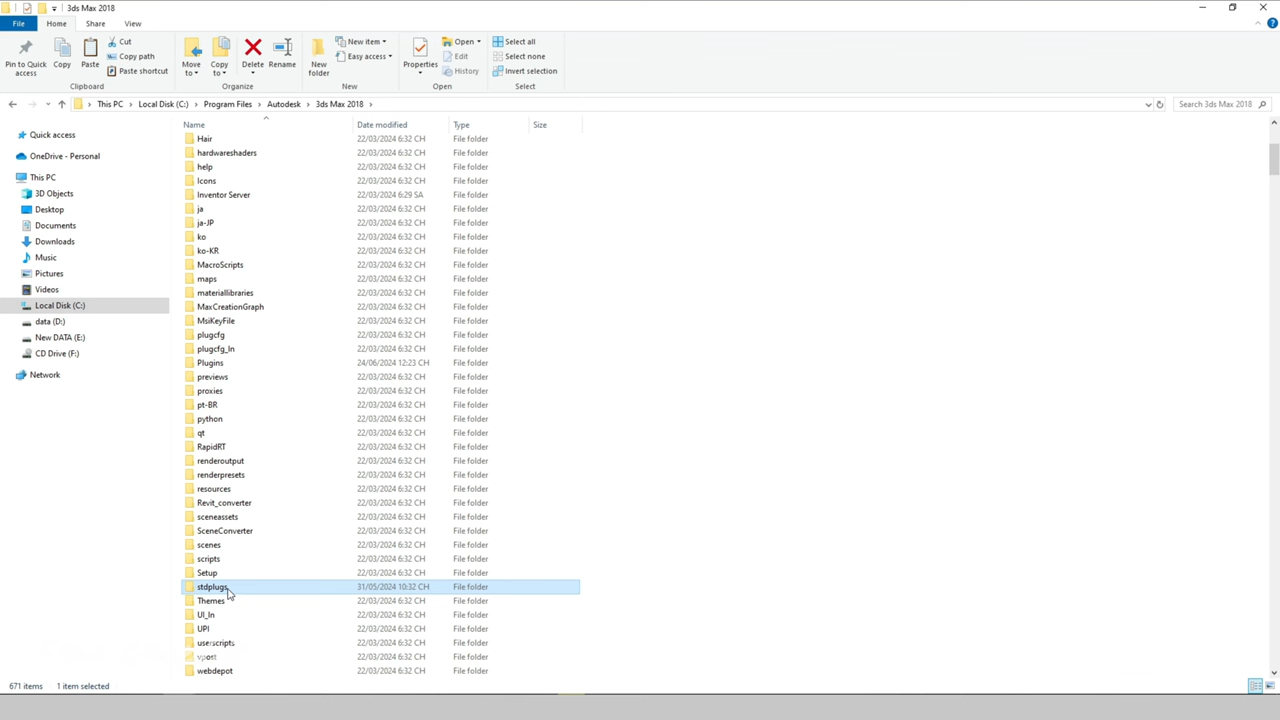 3ds Max 2018
File Home Share View
Pin to Quick access
Copy
Paste
Cut
Copy path
Paste shortcut
Clipboard
Move to
Copy to
Delete
Rename
Organize
New folder
New item
Easy access
New
Properties
Open
Edit
History
Open
Select all
Select none
Invert selection
Select
This PC > Local Disk (C:) > Program Files > Autodesk > 3ds Max 2018 >
Search 3ds Max 2018
Quick access
OneDrive - Personal
This PC
3D Objects
Desktop
Documents
Downloads
Music
Pictures
Videos
Local Disk (C:)
data (D:)
New DATA (E:)
CD Drive (F:)
Network
Name Date modified Type Size
Hair 22/03/2024 6:32 CH File folder
hardwareshaders 22/03/2024 6:32 CH File folder
help 22/03/2024 6:32 CH File folder
Icons 22/03/2024 6:32 CH File folder
Inventor Server 22/03/2024 6:29 SA File folder
ja 22/03/2024 6:32 CH File folder
ja-JP 22/03/2024 6:32 CH File folder
ko 22/03/2024 6:32 CH File folder
ko-KR 22/03/2024 6:32 CH File folder
MacroScripts 22/03/2024 6:32 CH File folder
maps 22/03/2024 6:32 CH File folder
materiallibraries 22/03/2024 6:32 CH File folder
MaxCreationGraph 22/03/2024 6:32 CH File folder
MsiKeyFile 22/03/2024 6:32 CH File folder
plugcfg 22/03/2024 6:32 CH File folder
plugcfg_ln 22/03/2024 6:32 CH File folder
Plugins 24/06/2024 12:23 CH File folder
previews 22/03/2024 6:32 CH File folder
proxies 22/03/2024 6:32 CH File folder
pt-BR 22/03/2024 6:32 CH File folder
python 22/03/2024 6:32 CH File folder
qt 22/03/2024 6:32 CH File folder
RapidRT 22/03/2024 6:32 CH File folder
renderoutput 22/03/2024 6:32 CH File folder
renderpresets 22/03/2024 6:32 CH File folder
resources 22/03/2024 6:32 CH File folder
Revit_converter 22/03/2024 6:32 CH File folder
sceneassets 22/03/2024 6:32 CH File folder
SceneConverter 22/03/2024 6:32 CH File folder
scenes 22/03/2024 6:32 CH File folder
scripts 22/03/2024 6:32 CH File folder
Setup 22/03/2024 6:32 CH File folder
stdplugs 31/05/2024 10:32 CH File folder
Themes 22/03/2024 6:32 CH File folder
UI_ln 22/03/2024 6:32 CH File folder
UPI 22/03/2024 6:32 CH File folder
userscripts 22/03/2024 6:32 CH File folder
vpost 22/03/2024 6:32 CH File folder
webdepot 22/03/2024 6:32 CH File folder
671 items 1 item selected